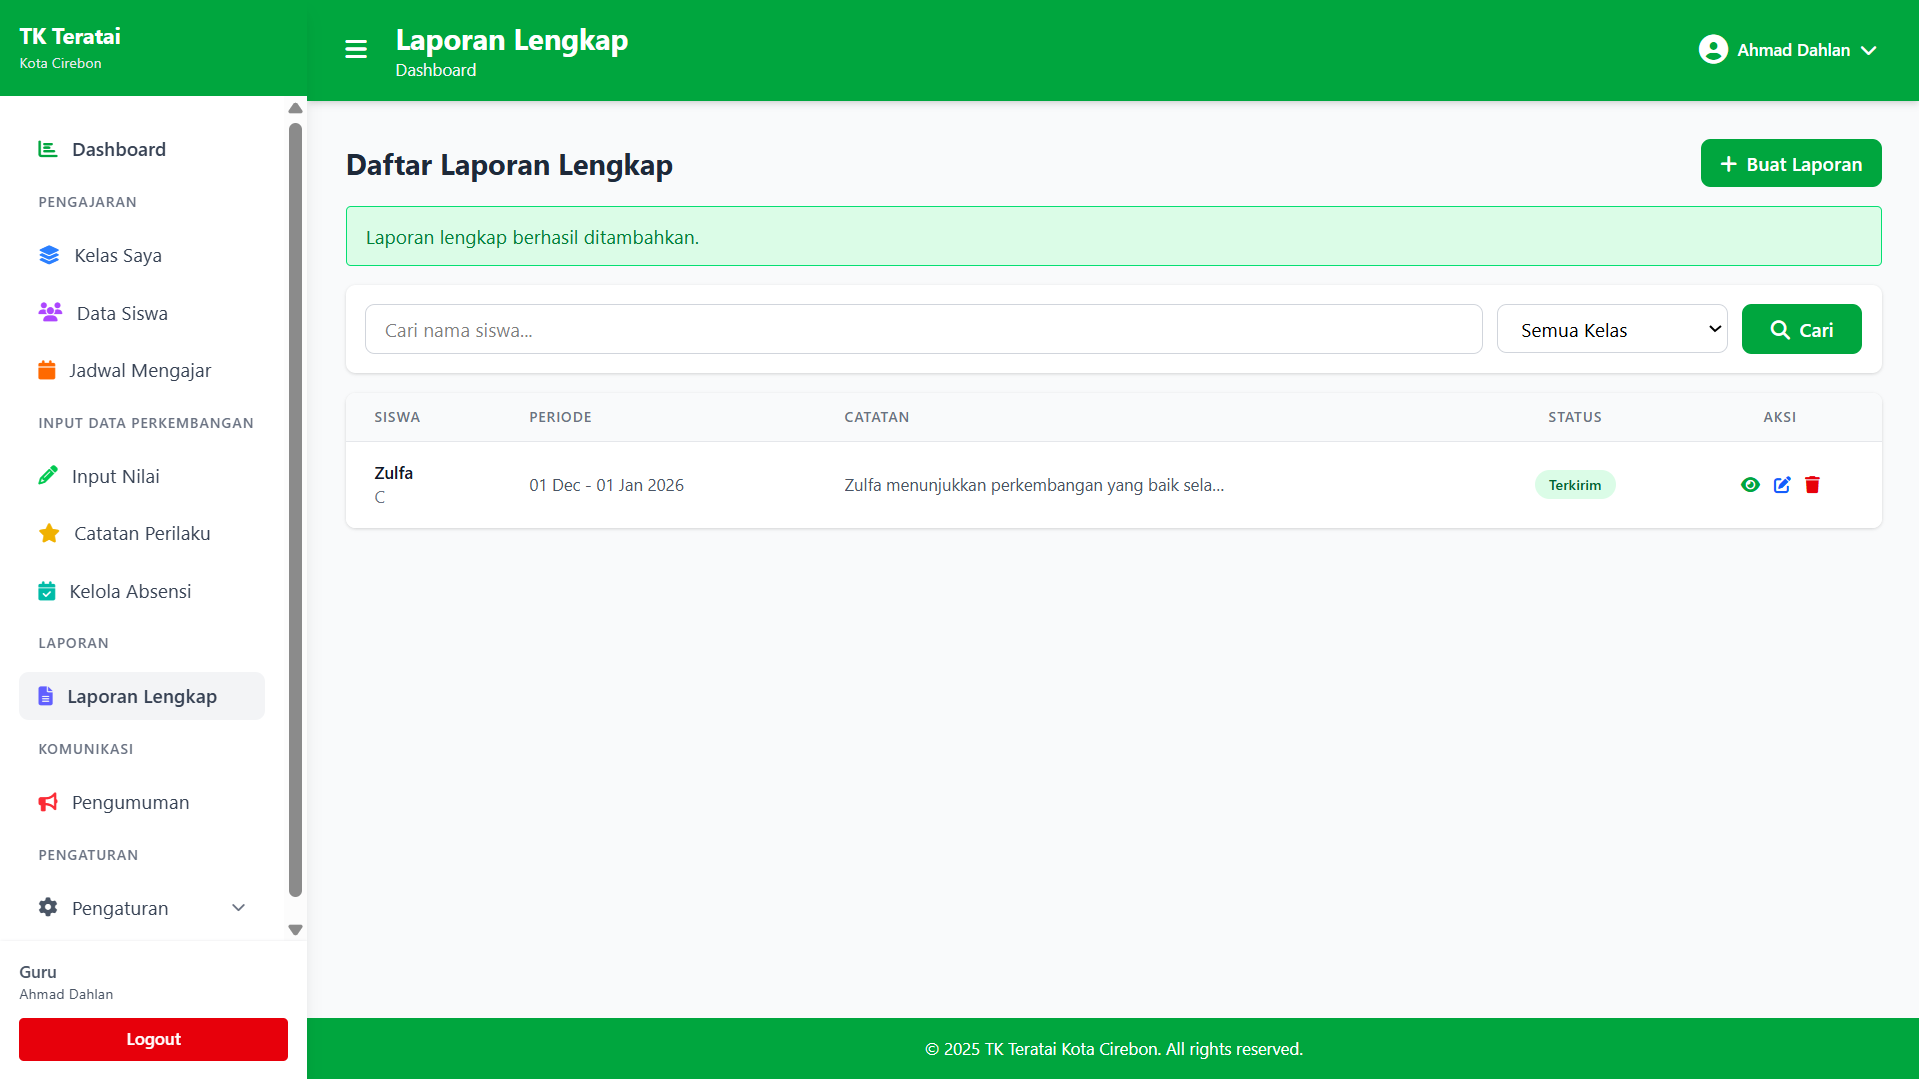 TK Teratai
Kota Cirebon
Laporan Lengkap
Dashboard
Ahmad Dahlan
Dashboard
PENGAJARAN
Kelas Saya
Data Siswa
Jadwal Mengajar
INPUT DATA PERKEMBANGAN
Input Nilai
Catatan Perilaku
Kelola Absensi
LAPORAN
Laporan Lengkap
KOMUNIKASI
Pengumuman
PENGATURAN
Pengaturan
Guru
Ahmad Dahlan
Logout
Daftar Laporan Lengkap
Buat Laporan
Laporan lengkap berhasil ditambahkan.
Cari nama siswa...
Semua Kelas
Cari
SISWA PERIODE CATATAN STATUS AKSI
Zulfa
C
01 Dec - 01 Jan 2026
Zulfa menunjukkan perkembangan yang baik sela...
Terkirim
© 2025 TK Teratai Kota Cirebon. All rights reserved.